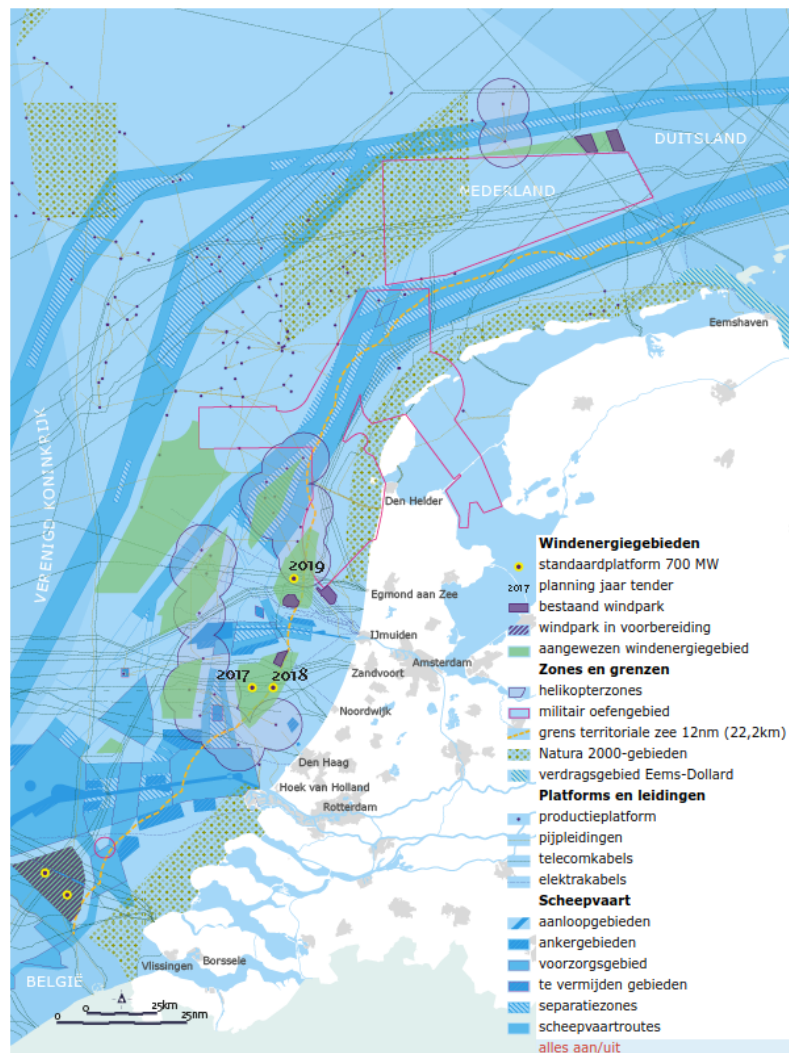 DUITSLAND
NEDERLAND
Eemshaven
VERENIGD KONINKRIJK
Den Helder
2019
Egmond aan Zee
IJmuiden
Amsterdam
Zandvoort
2017
2018
Noordwijk
Den Haag
Hoek van Holland
Rotterdam
Borssele
Vlissingen
BELGIË
0 25km
0 25nm
Windenergiegebieden
standaardplatform 700 MW
2017 planning jaar tender
bestaand windpark
windpark in voorbereiding
aangewezen windenergiegebied
Zones en grenzen
helikopterzones
militair oefengebied
grens territoriale zee 12nm (22,2km)
Natura 2000-gebieden
verdragsgebied Eems-Dollard
Platforms en leidingen
productieplatform
pijpleidingen
telecomkabels
elektrakabels
Scheepvaart
aanloopgebieden
ankergebieden
voorzorgsgebied
te vermijden gebieden
separatiezones
scheepvaartroutes
alles aan/uit